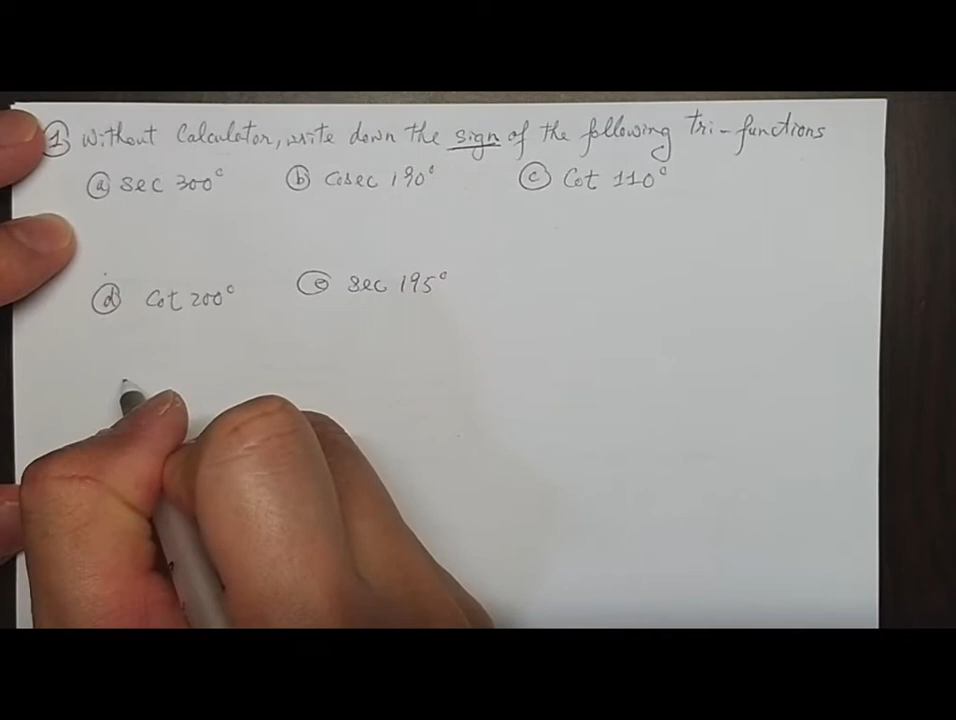 ① Without Calculator, write down the sign of the following tri-functions
ⓐ sec 300° ⓑ Cosec 190° ⓒ Cot 110°
ⓓ Cot 200° ⓔ sec 195°